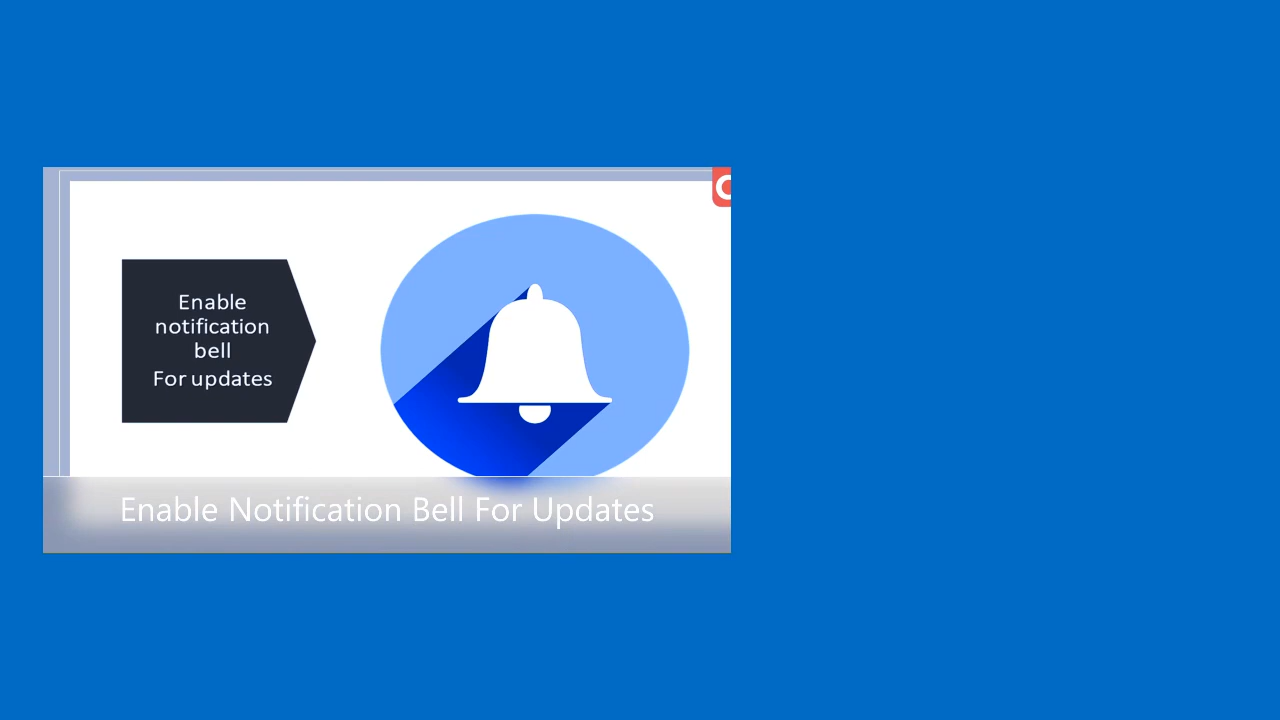 Enable
notification
bell
For updates
Enable Notification Bell For Updates